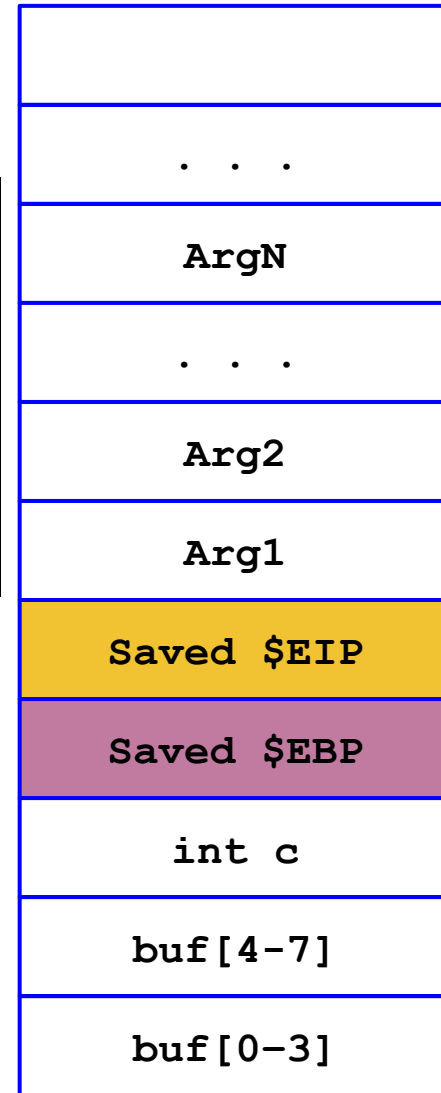 . . .
ArgN
. . .
Arg2
Arg1
Saved $EIP
Saved $EBP
int c
buf[4-7]
buf[0–3]